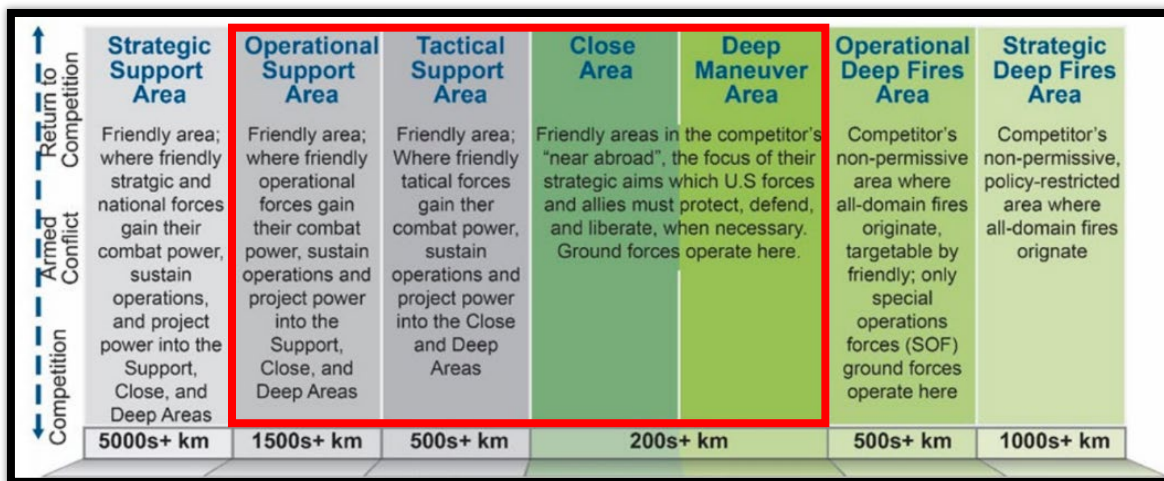 Return to
Competition
Armed
Conflict
Competition
Strategic
Support
Area
Friendly area;
where friendly
stratgic and
national forces
gain their
combat power,
sustain
operations,
and project
power into the
Support,
Close, and
Deep Areas
5000s+ km
Operational
Support
Area
Friendly area;
where friendly
operational
forces gain
their combat
power, sustain
operations and
project power
into the
Support,
Close, and
Deep Areas
1500s+ km
Tactical
Support
Area
Friendly area;
Where friendly
tatical forces
gain ther
combat power,
sustain
operations and
project power
into the Close
and Deep
Areas
500s+ km
Close
Area
Deep
Maneuver
Area
Friendly areas in the competitor's
“near abroad”, the focus of their
strategic aims which U.S forces
and allies must protect, defend,
and liberate, when necessary.
Ground forces operate here.
200s+ km
Operational
Deep Fires
Area
Competitor's
non-permissive
area where
all-domain fires
originate,
targetable by
friendly; only
special
operations
forces (SOF)
ground forces
operate here
500s+ km
Strategic
Deep Fires
Area
Competitor's
non-permissive,
policy-restricted
area where
all-domain fires
orignate
1000s+ km